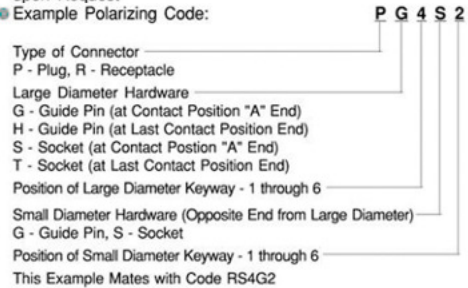 Example Polarizing Code: P G 4 S 2
Type of Connector
P - Plug, R - Receptacle
Large Diameter Hardware
G - Guide Pin (at Contact Position "A" End)
H - Guide Pin (at Last Contact Position End)
S - Socket (at Contact Postion "A" End)
T - Socket (at Last Contact Position End)
Position of Large Diameter Keyway - 1 through 6
Small Diameter Hardware (Opposite End from Large Diameter)
G - Guide Pin, S - Socket
Position of Small Diameter Keyway - 1 through 6
This Example Mates with Code RS4G2